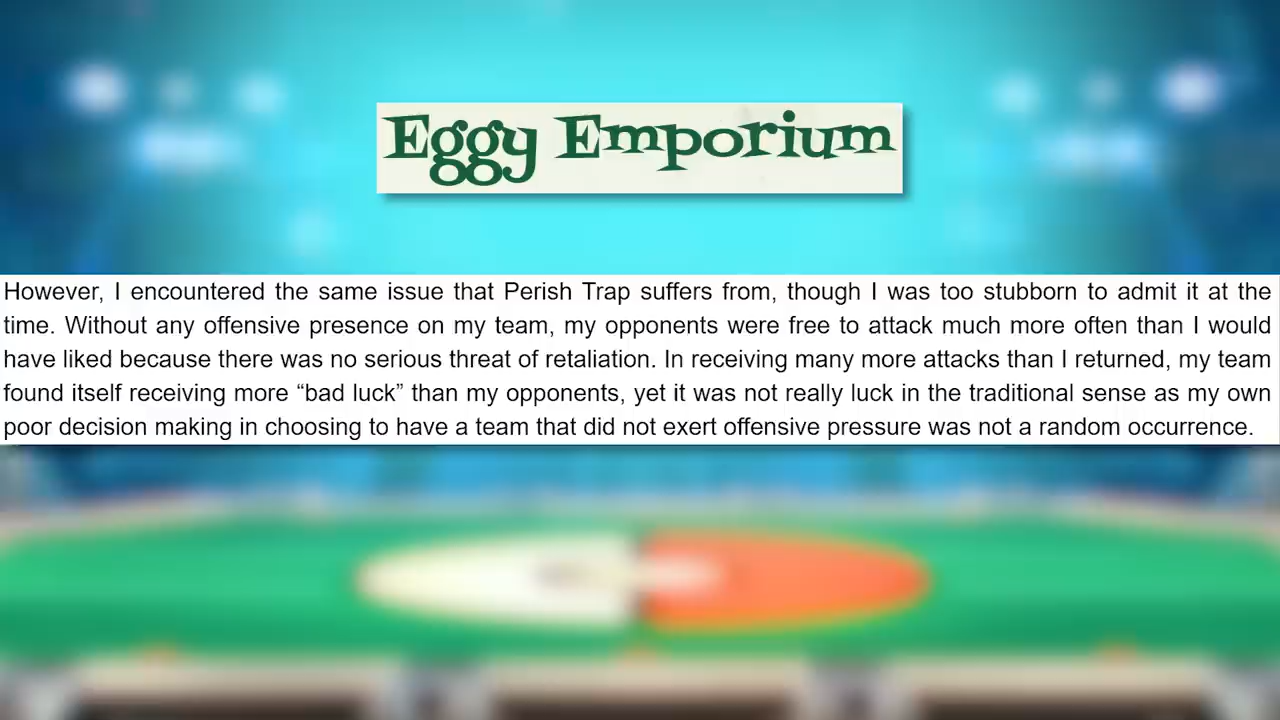 Eggy Emporium
However, I encountered the same issue that Perish Trap suffers from, though I was too stubborn to admit it at the
time. Without any offensive presence on my team, my opponents were free to attack much more often than I would
have liked because there was no serious threat of retaliation. In receiving many more attacks than I returned, my team
found itself receiving more “bad luck” than my opponents, yet it was not really luck in the traditional sense as my own
poor decision making in choosing to have a team that did not exert offensive pressure was not a random occurrence.